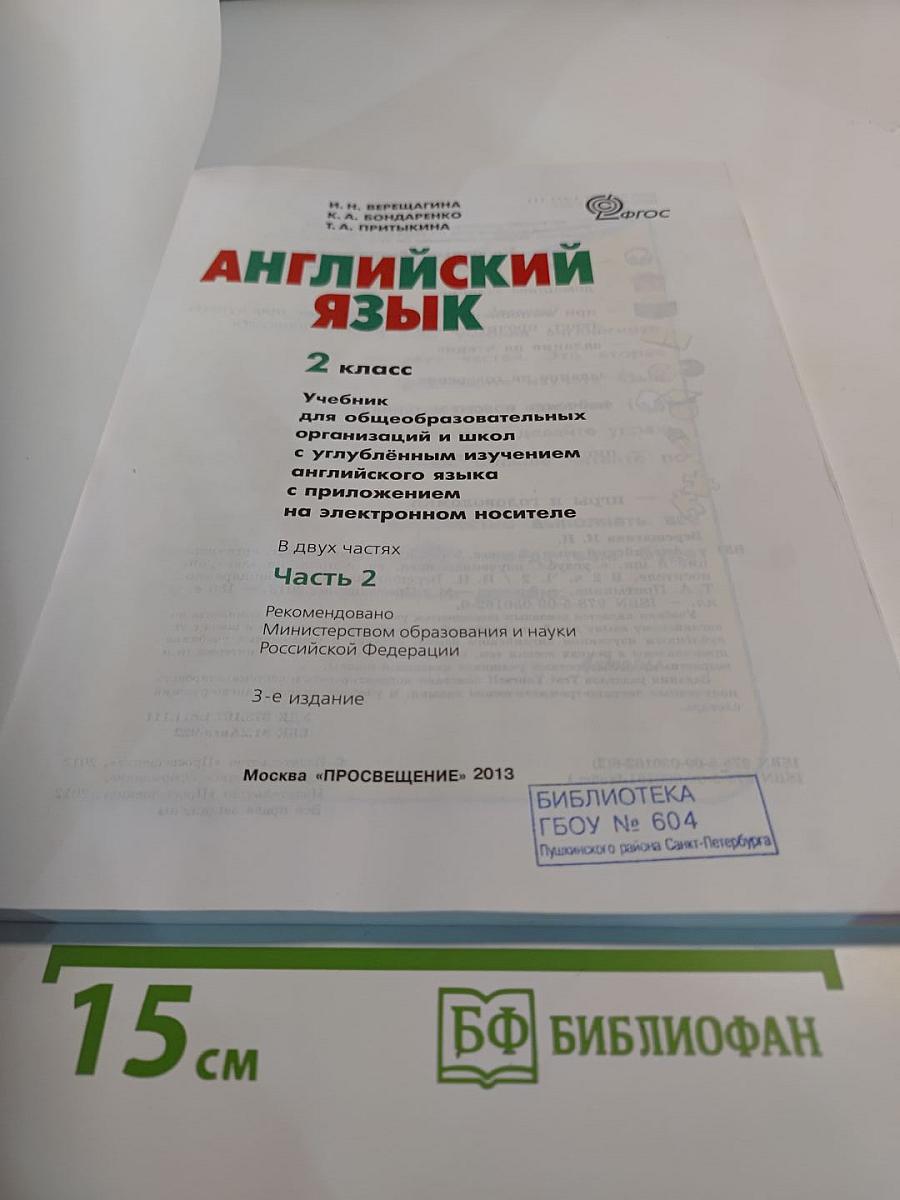 И. Н. ВЕРЕЩАГИНА
К. А. БОНДАРЕНКО
Т. А. ПРИТЫКИНА
ФГОС
АНГЛИЙСКИЙ
ЯЗЫК
2 класс
Учебник
для общеобразовательных
организаций и школ
с углублённым изучением
английского языка
с приложением
на электронном носителе
В двух частях
Часть 2
Рекомендовано
Министерством образования и науки
Российской Федерации
3-е издание
Москва «ПРОСВЕЩЕНИЕ» 2013
БИБЛИОТЕКА
ГБОУ № 604
Пушкинского района Санкт-Петербурга
15 см
БФ БИБЛИОФАН